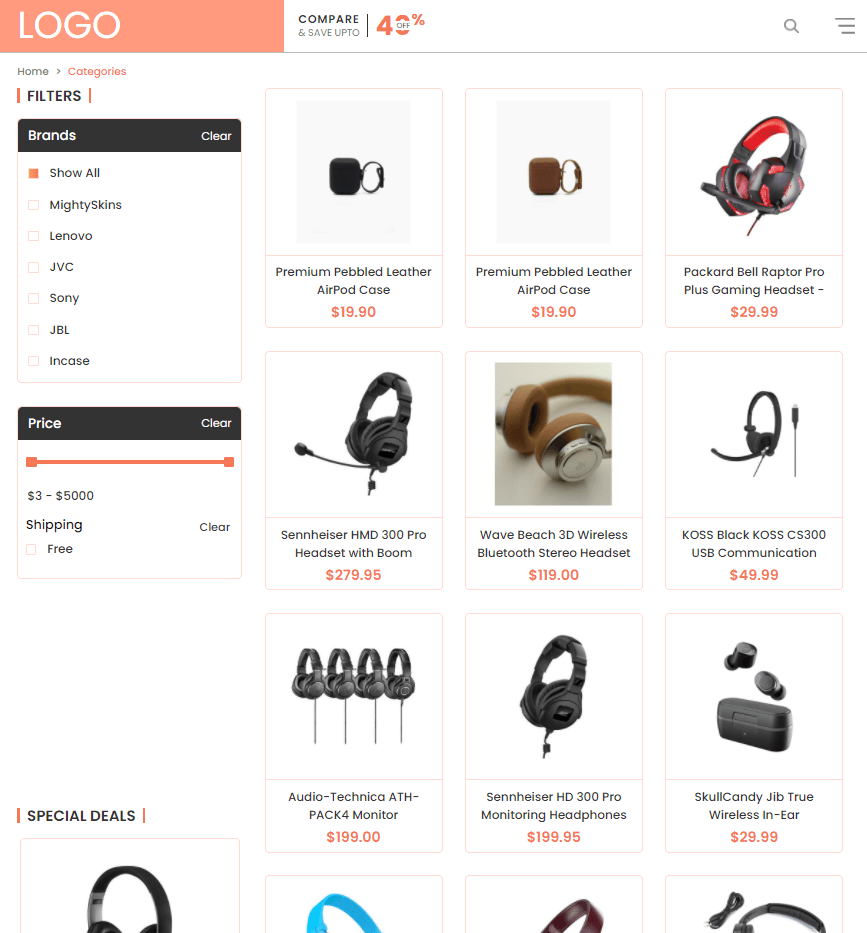 LOGO
COMPARE
& SAVE UPTO
40% OFF
Home > Categories
FILTERS
Brands Clear
Show All
MightySkins
Lenovo
JVC
Sony
JBL
Incase
Price Clear
$3 - $5000
Shipping Clear
Free
SPECIAL DEALS
Premium Pebbled Leather
AirPod Case
$19.90
Premium Pebbled Leather
AirPod Case
$19.90
Packard Bell Raptor Pro
Plus Gaming Headset -
$29.99
Sennheiser HMD 300 Pro
Headset with Boom
$279.95
Wave Beach 3D Wireless
Bluetooth Stereo Headset
$119.00
KOSS Black KOSS CS300
USB Communication
$49.99
Audio-Technica ATH-
PACK4 Monitor
$199.00
Sennheiser HD 300 Pro
Monitoring Headphones
$199.95
SkullCandy Jib True
Wireless In-Ear
$29.99